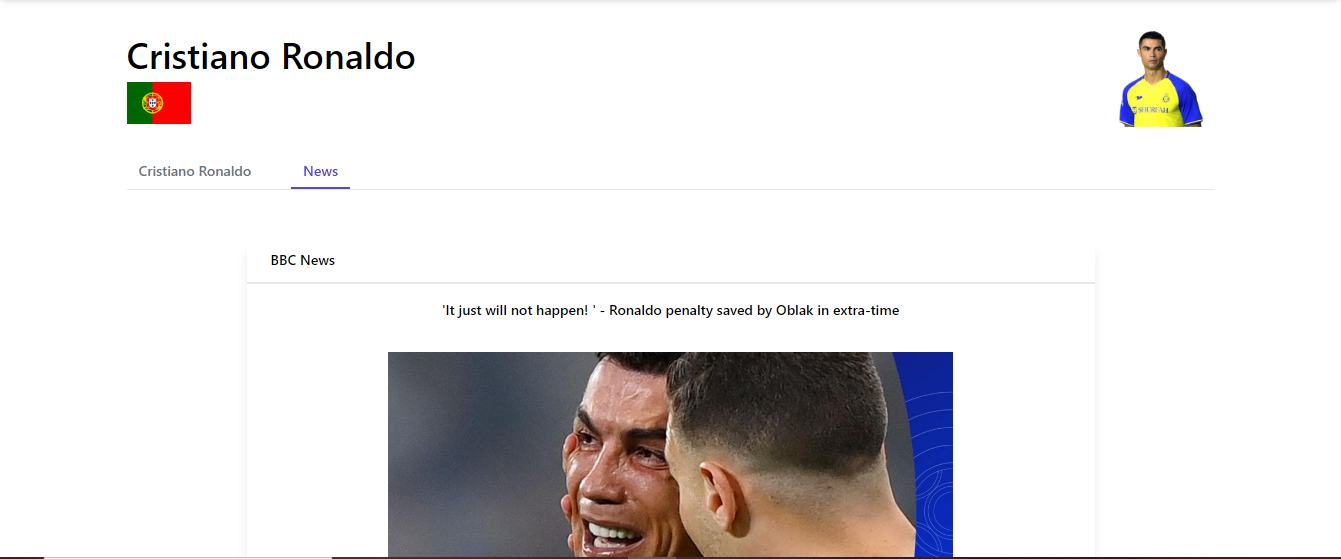 Cristiano Ronaldo
Cristiano Ronaldo
News
BBC News
'It just will not happen! ' - Ronaldo penalty saved by Oblak in extra-time